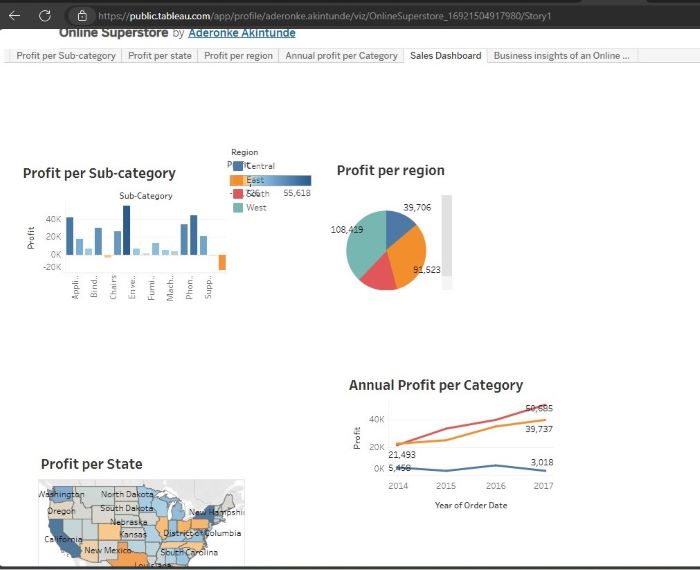 https://public.tableau.com/app/profile/aderonke.akintunde/viz/OnlineSuperstore_16921504917980/Story1
Online Superstore by Aderonke Akintunde
Profit per Sub-category
Profit per state
Profit per region
Annual profit per Category
Sales Dashboard
Business insights of an Online ...
Profit per Sub-category
Sub-Category
Profit
40K
20K
0K
-20K
Appli..
Bind..
Chairs
Enve..
Furni..
Mach..
Phon..
Supp..
Region
Central
East
South
West
55,618
Profit per region
39,706
108,419
91,523
Annual Profit per Category
Profit
40K
20K
0K
50,685
39,737
21,493
5,458
3,018
2014
2015
2016
2017
Year of Order Date
Profit per State
Washington
North Dakota
Oregon
South Dakota
New Hampshi
Nebraska
California
Kansas
District of Columbia
New Mexico
South Carolina
Louisiana